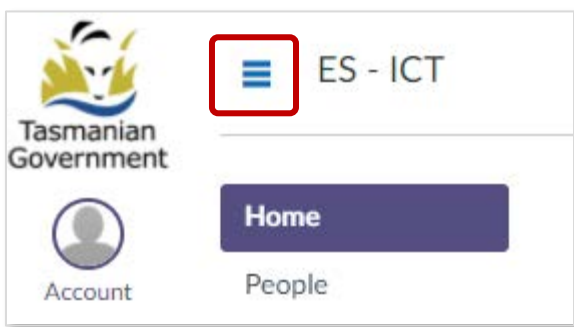 Tasmanian
Government
Account
ES - ICT
Home
People